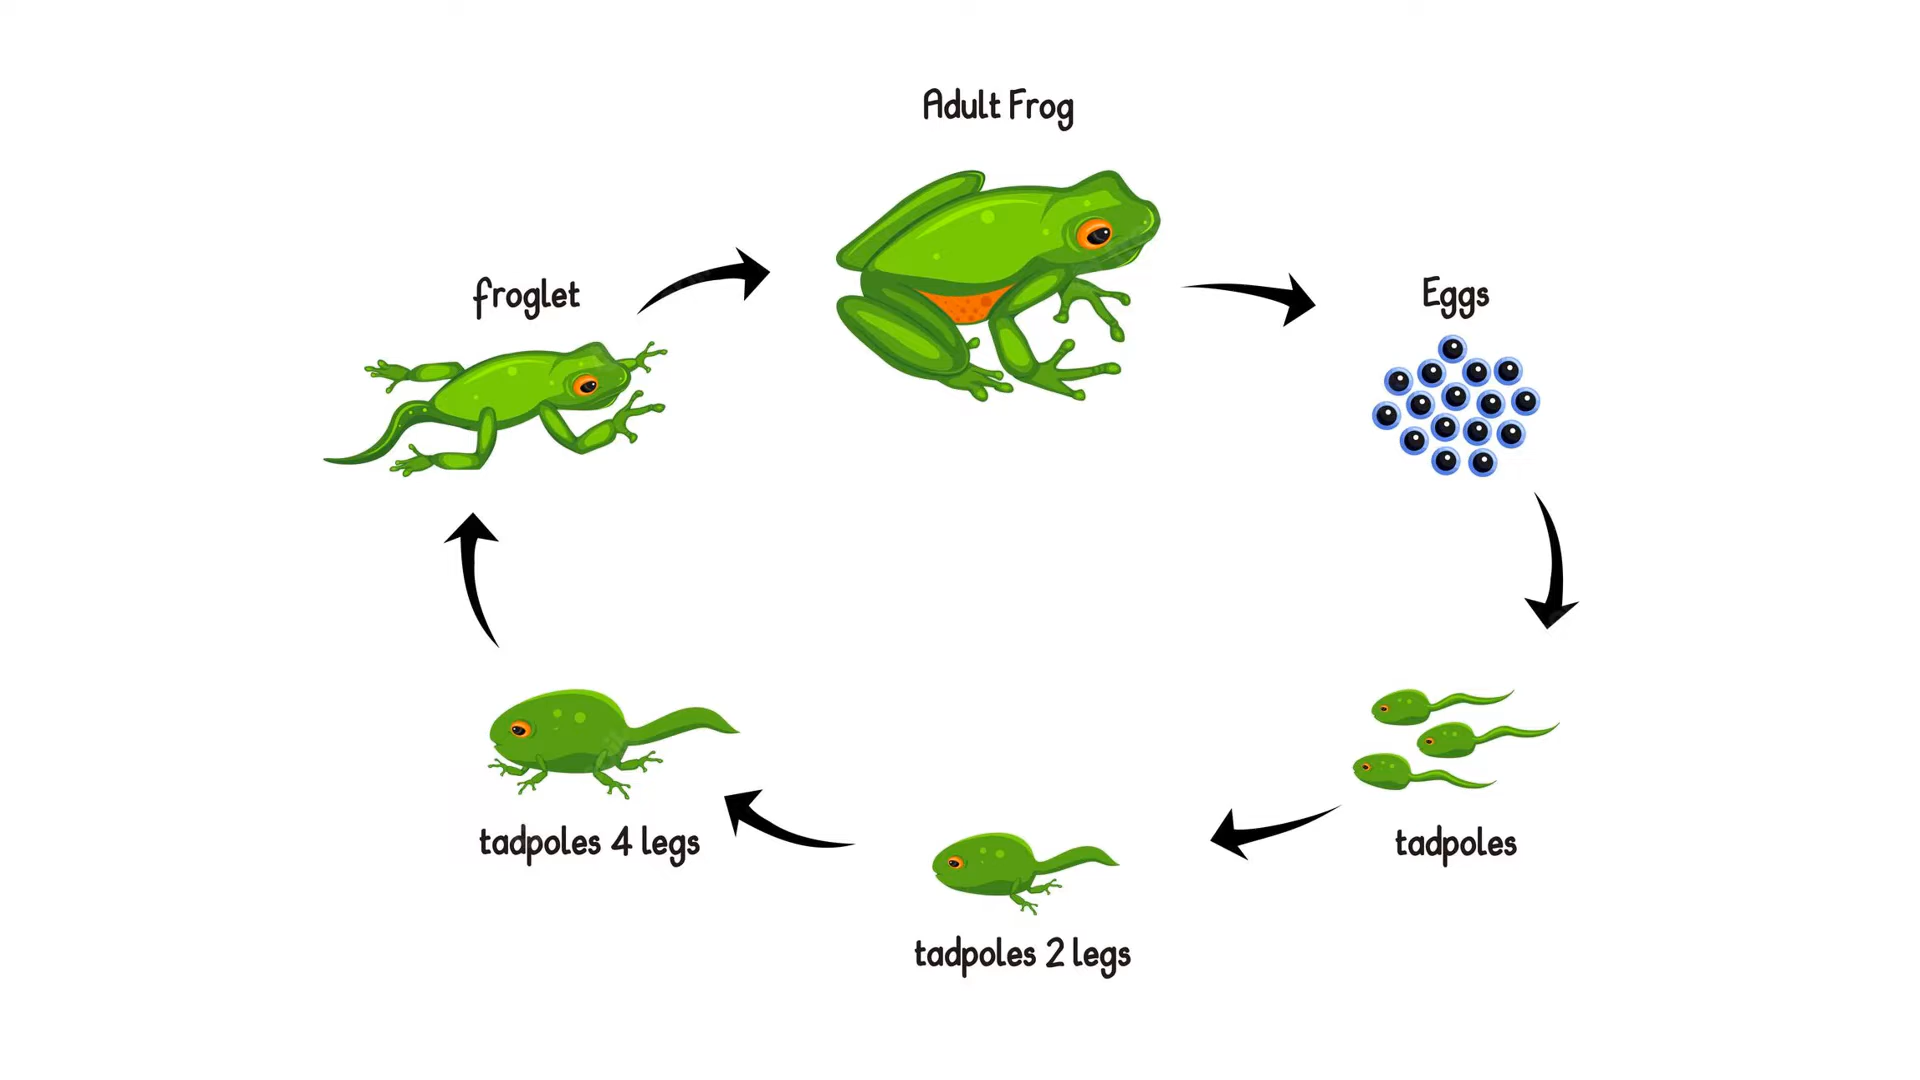 Adult Frog
froglet
Eggs
tadpoles 4 legs
tadpoles
tadpoles 2 legs